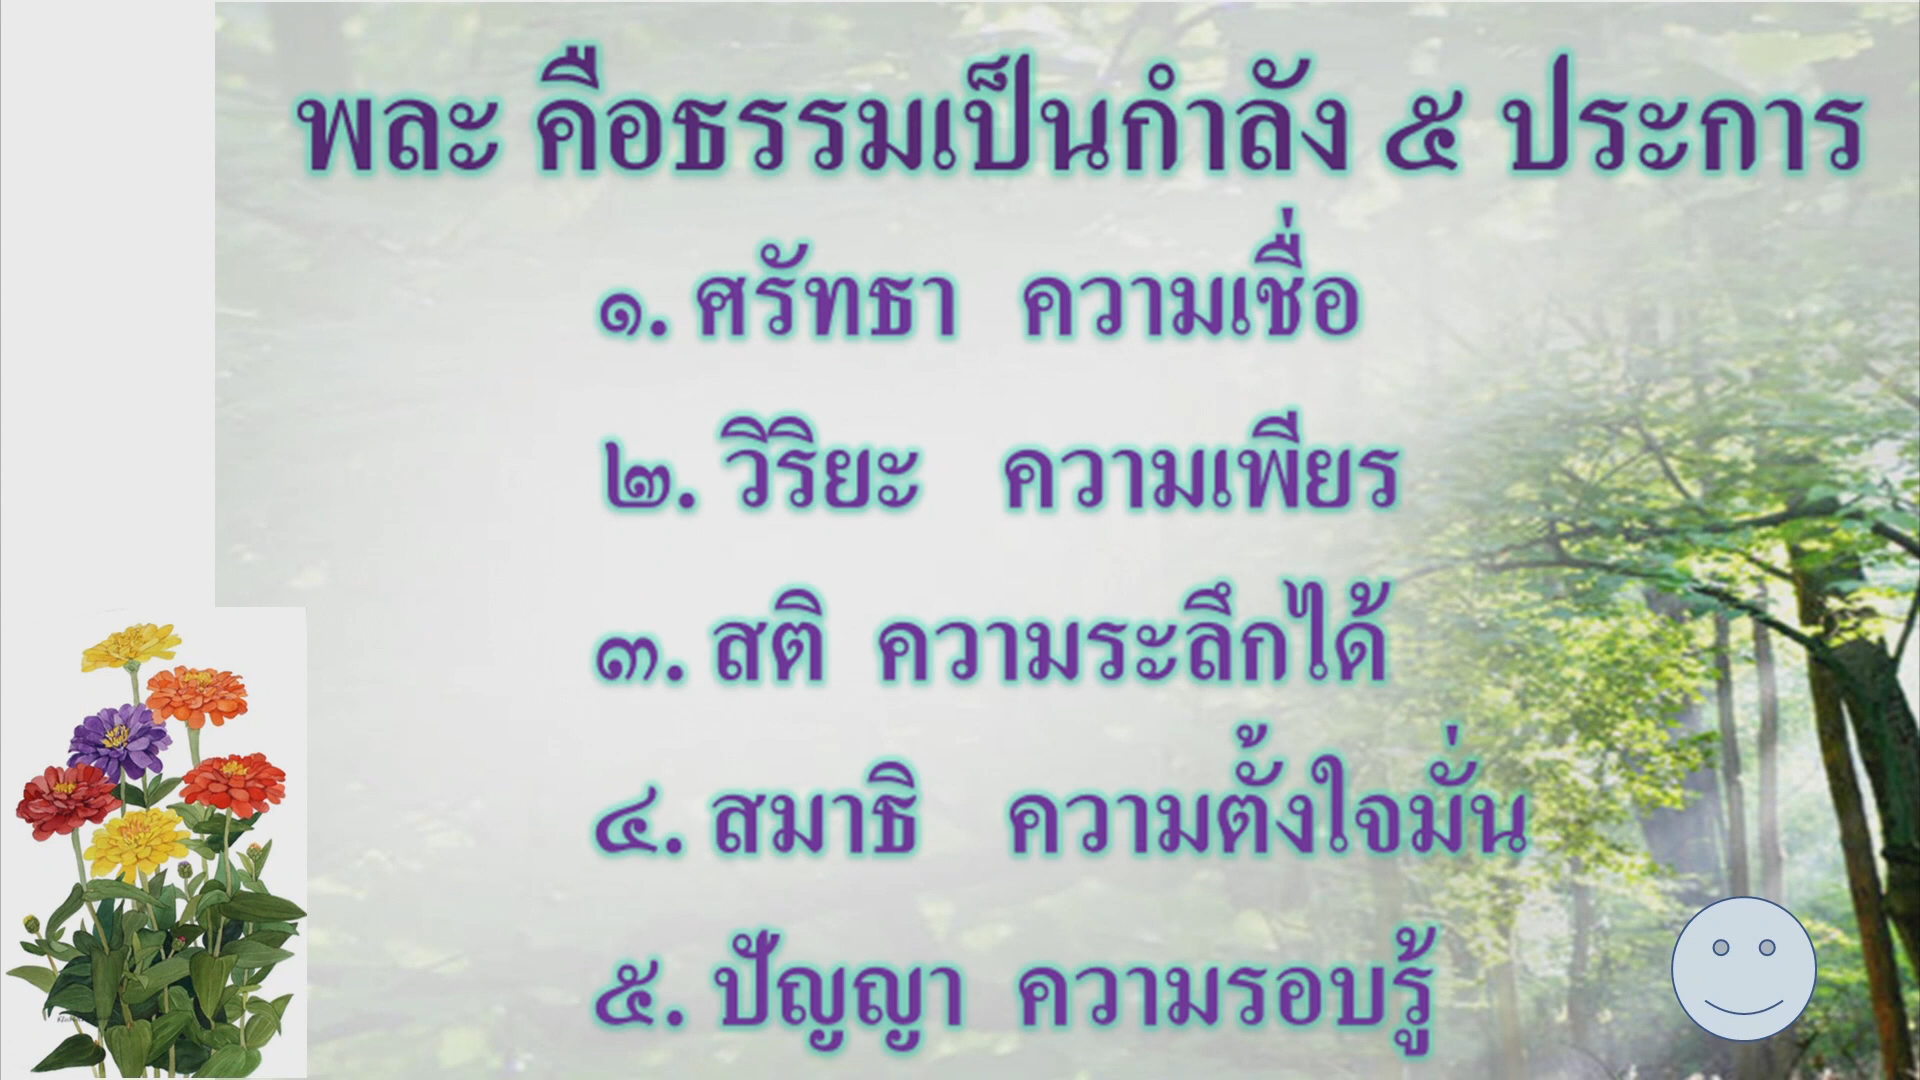 พละ คือธรรมเป็นกำลัง ๕ ประการ
๑. ศรัทธา ความเชื่อ
๒. วิริยะ ความเพียร
๓. สติ ความระลึกได้
๔. สมาธิ ความตั้งใจมั่น
๕. ปัญญา ความรอบรู้